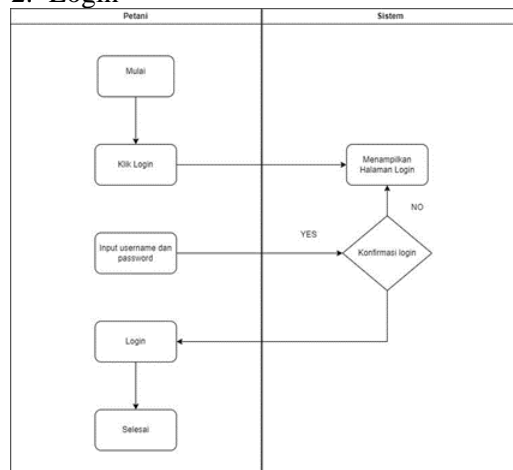 2. Login
Petani
Sistem
Mulai
Klik Login
Menampilkan
Halaman Login
NO
YES
Input username dan
password
Konfirmasi login
Login
Selesai